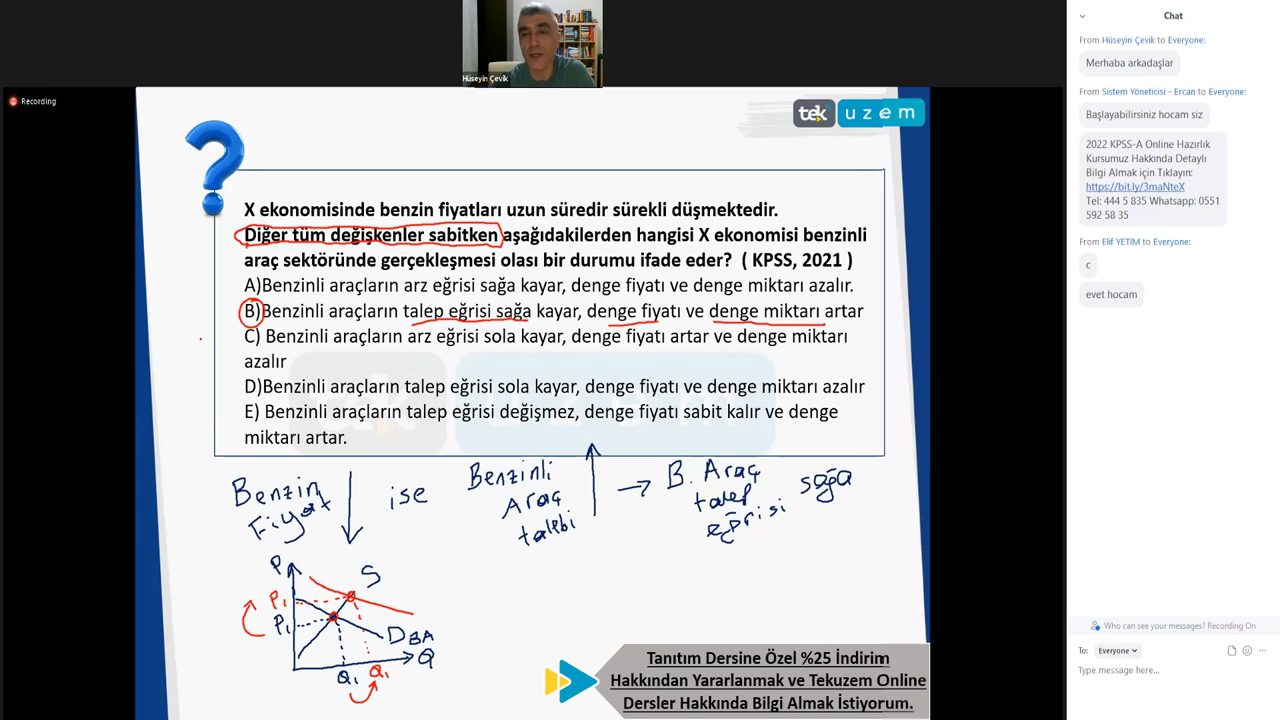 Hüseyin Çevik
Recording
tek uzem
X ekonomisinde benzin fiyatları uzun süredir sürekli düşmektedir.
Diğer tüm değişkenler sabitken aşağıdakilerden hangisi X ekonomisi benzinli
araç sektöründe gerçekleşmesi olası bir durumu ifade eder? ( KPSS, 2021 )
A)Benzinli araçların arz eğrisi sağa kayar, denge fiyatı ve denge miktarı azalır.
B)Benzinli araçların talep eğrisi sağa kayar, denge fiyatı ve denge miktarı artar
C) Benzinli araçların arz eğrisi sola kayar, denge fiyatı artar ve denge miktarı
azalır
D)Benzinli araçların talep eğrisi sola kayar, denge fiyatı ve denge miktarı azalır
E) Benzinli araçların talep eğrisi değişmez, denge fiyatı sabit kalır ve denge
miktarı artar.
Benzin
Fiyat
ise
Benzinli
Araç
talebi
B. Araç
talep
eğrisi
sağa
P
S
P1
P1
DBA
Q
Q1
Q1
Tanıtım Dersine Özel %25 İndirim
Hakkından Yararlanmak ve Tekuzem Online
Dersler Hakkında Bilgi Almak İstiyorum.
Chat
From Hüseyin Çevik to Everyone:
Merhaba arkadaşlar
From Sistem Yöneticisi - Ercan to Everyone:
Başlayabilirsiniz hocam siz
2022 KPSS-A Online Hazırlık
Kursumuz Hakkında Detaylı
Bilgi Almak için Tıklayın:
https://bit.ly/3maNteX
Tel: 444 5 835 Whatsapp: 0551
592 58 35
From Elif YETIM to Everyone:
c
evet hocam
Who can see your messages? Recording On
To: Everyone
Type message here...